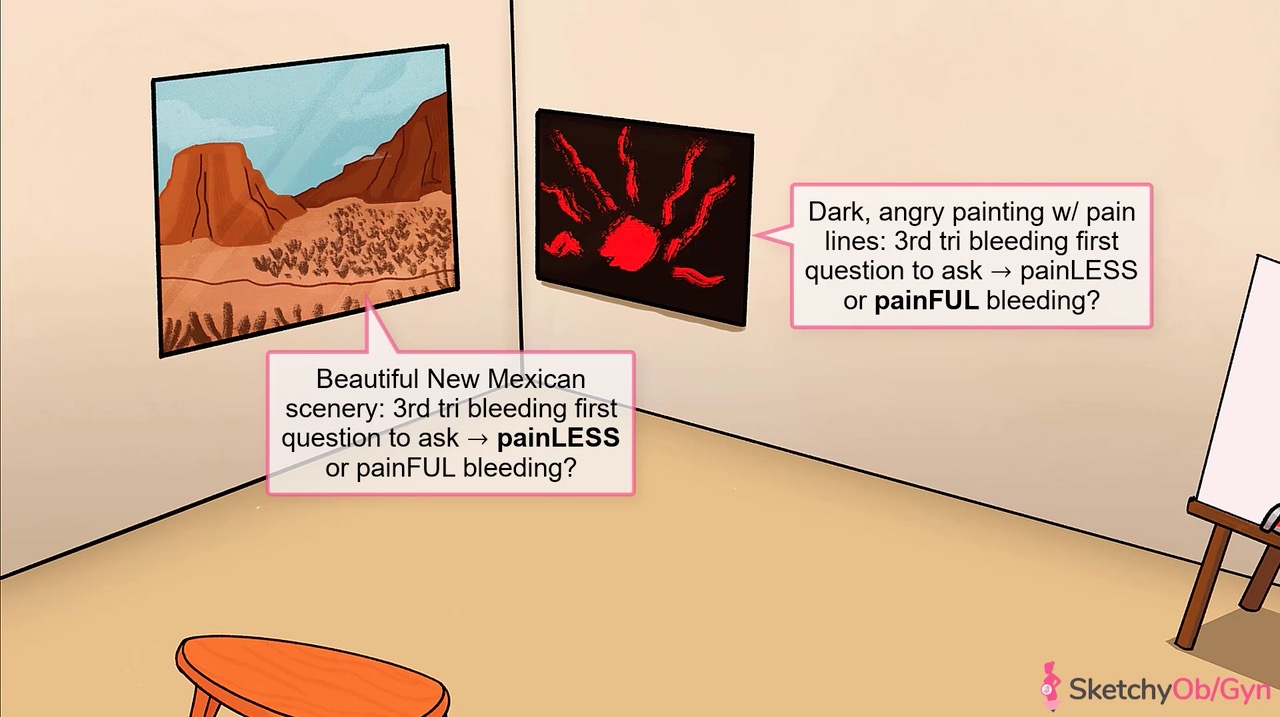 Dark, angry painting w/ pain
lines: 3rd tri bleeding first
question to ask → painLESS
or painFUL bleeding?
Beautiful New Mexican
scenery: 3rd tri bleeding first
question to ask → painLESS
or painFUL bleeding?
SketchyOb/Gyn